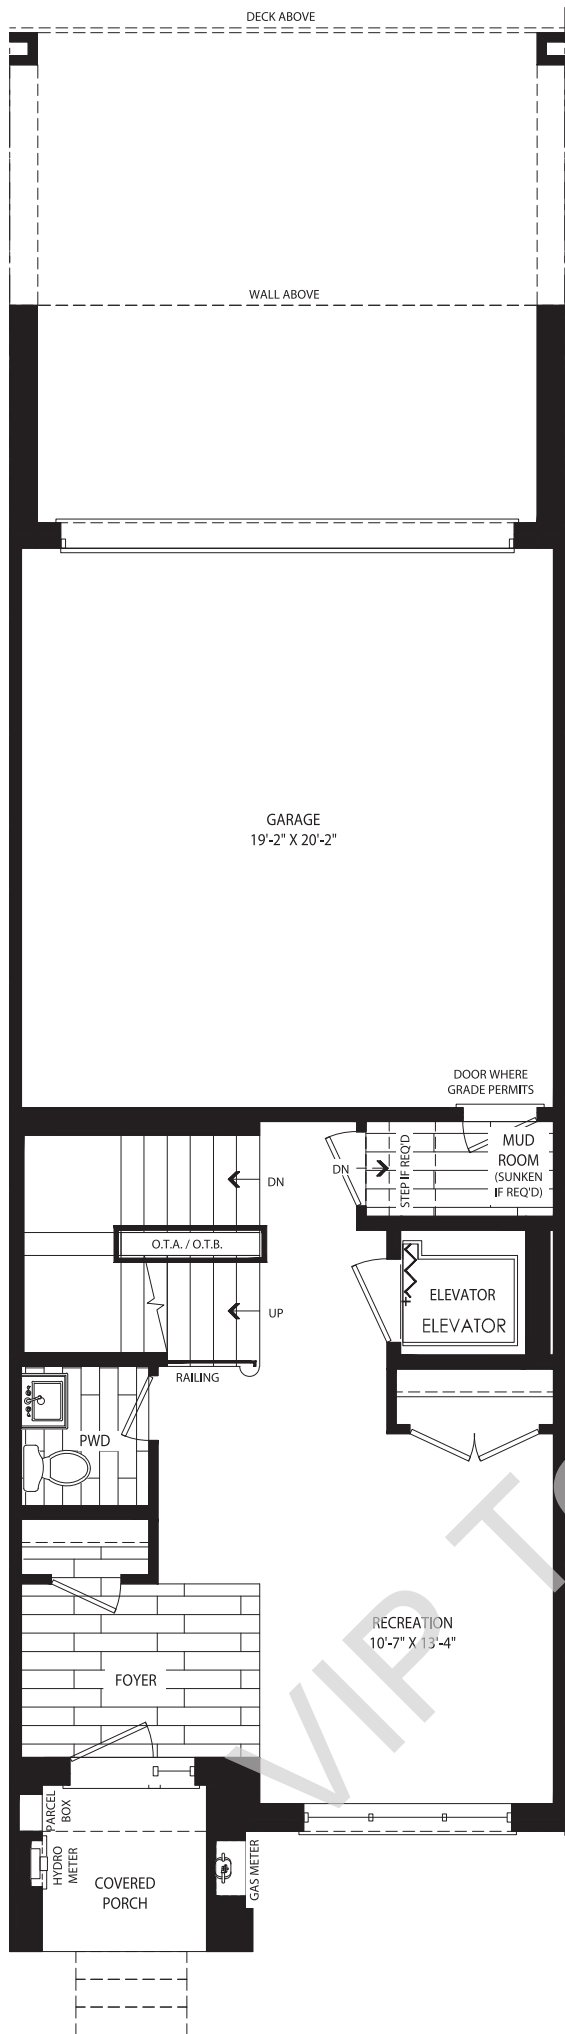 DECK ABOVE
WALL ABOVE
GARAGE
19'-2" X 20'-2"
DOOR WHERE
GRADE PERMITS
MUD
ROOM
(SUNKEN
IF REQ'D)
STEP IF REQ'D
DN
DN
O.T.A. / O.T.B.
UP
ELEVATOR
ELEVATOR
RAILING
PWD
RECREATION
10'-7" X 13'-4"
FOYER
PARCEL
BOX
HYDRO
METER
GAS METER
COVERED
PORCH
VIP